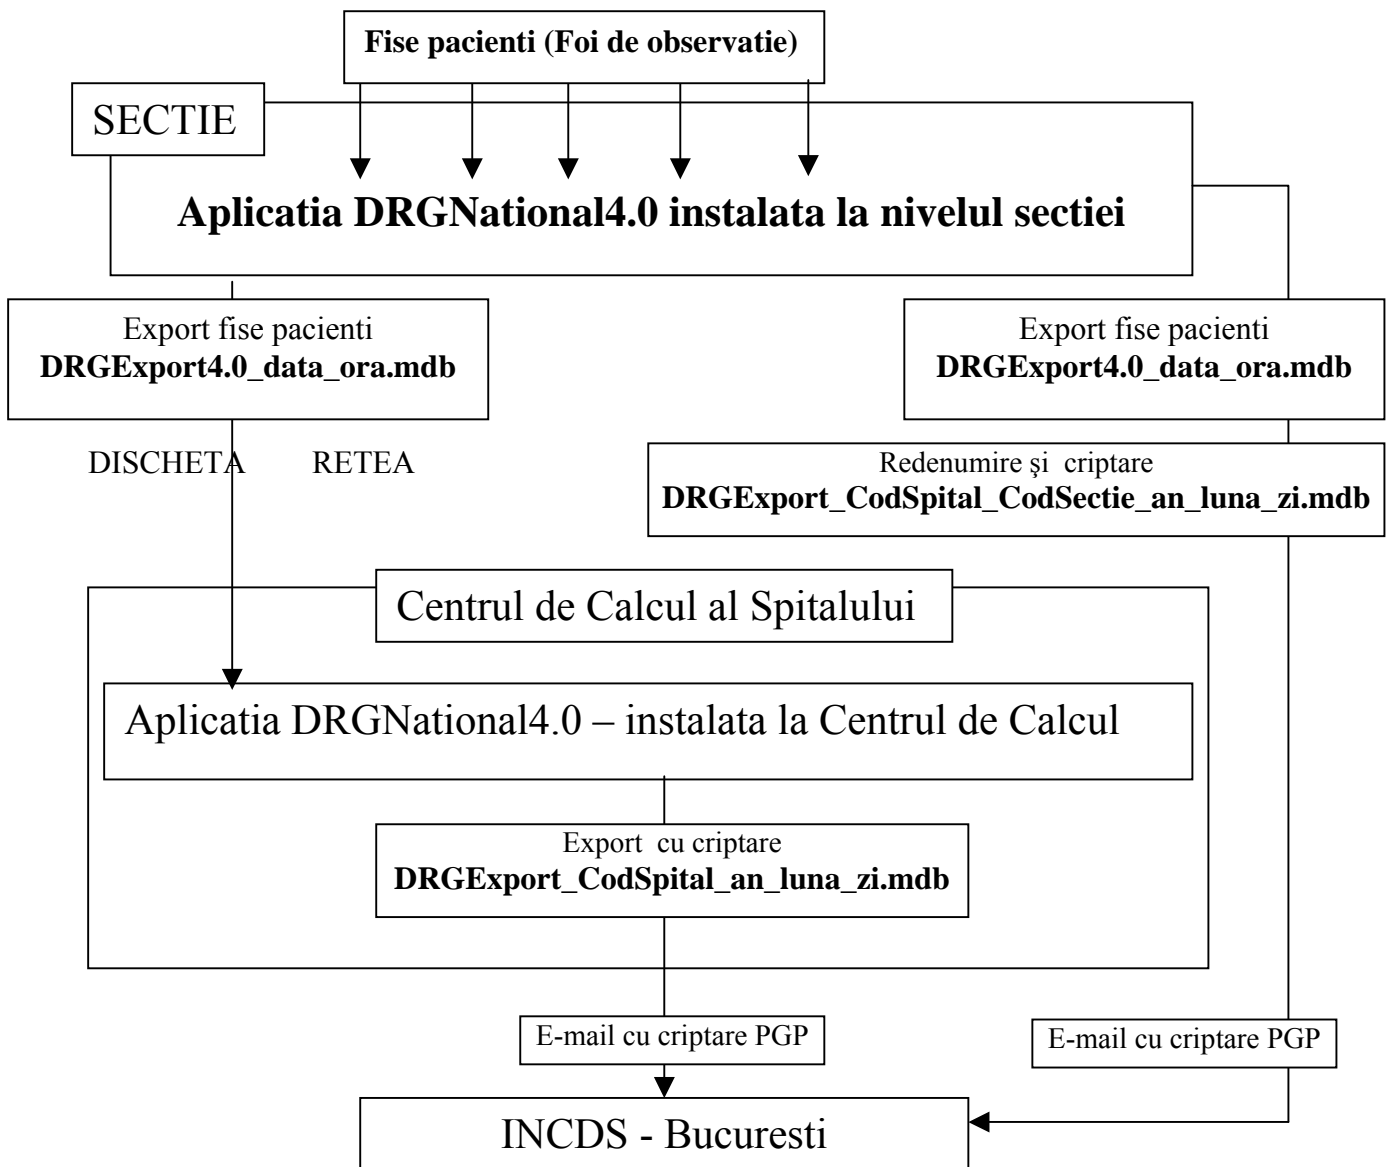 Fise pacienti (Foi de observatie)
SECTIE
Aplicatia DRGNational4.0 instalata la nivelul sectiei
Export fise pacienti
DRGExport4.0_data_ora.mdb
Export fise pacienti
DRGExport4.0_data_ora.mdb
DISCHETA RETEA
Redenumire şi criptare
DRGExport_CodSpital_CodSectie_an_luna_zi.mdb
Centrul de Calcul al Spitalului
Aplicatia DRGNational4.0 – instalata la Centrul de Calcul
Export cu criptare
DRGExport_CodSpital_an_luna_zi.mdb
E-mail cu criptare PGP
E-mail cu criptare PGP
INCDS - Bucuresti